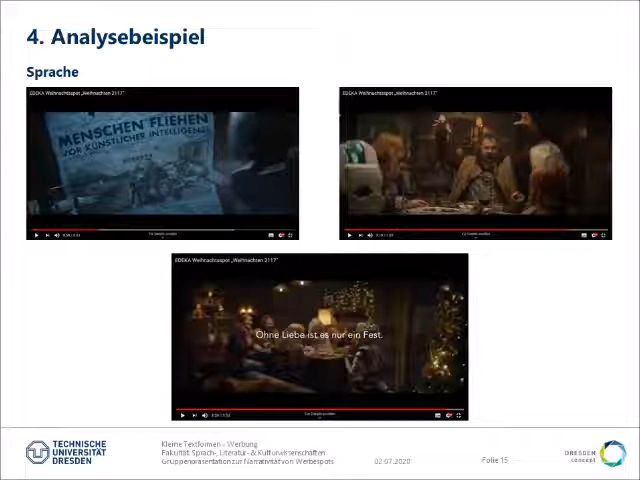 4. Analysebeispiel
Sprache
EDEKA Weihnachtsspot „Weihnachten 2117"
MENSCHEN FLIEHEN
VOR KÜNSTLICHER INTELLIGENZ
EDEKA Weihnachtsspot „Weihnachten 2117"
EDEKA Weihnachtsspot „Weihnachten 2117"
Ohne Liebe ist es nur ein Fest.
TECHNISCHE
UNIVERSITÄT
DRESDEN
Kleine Textformen – Werbung
Fakultät Sprach-, Literatur- & Kulturwissenschaften
Gruppenpräsentation zur Narrativität von Werbespots
02.07.2020
Folie 15
DRESDEN
concept